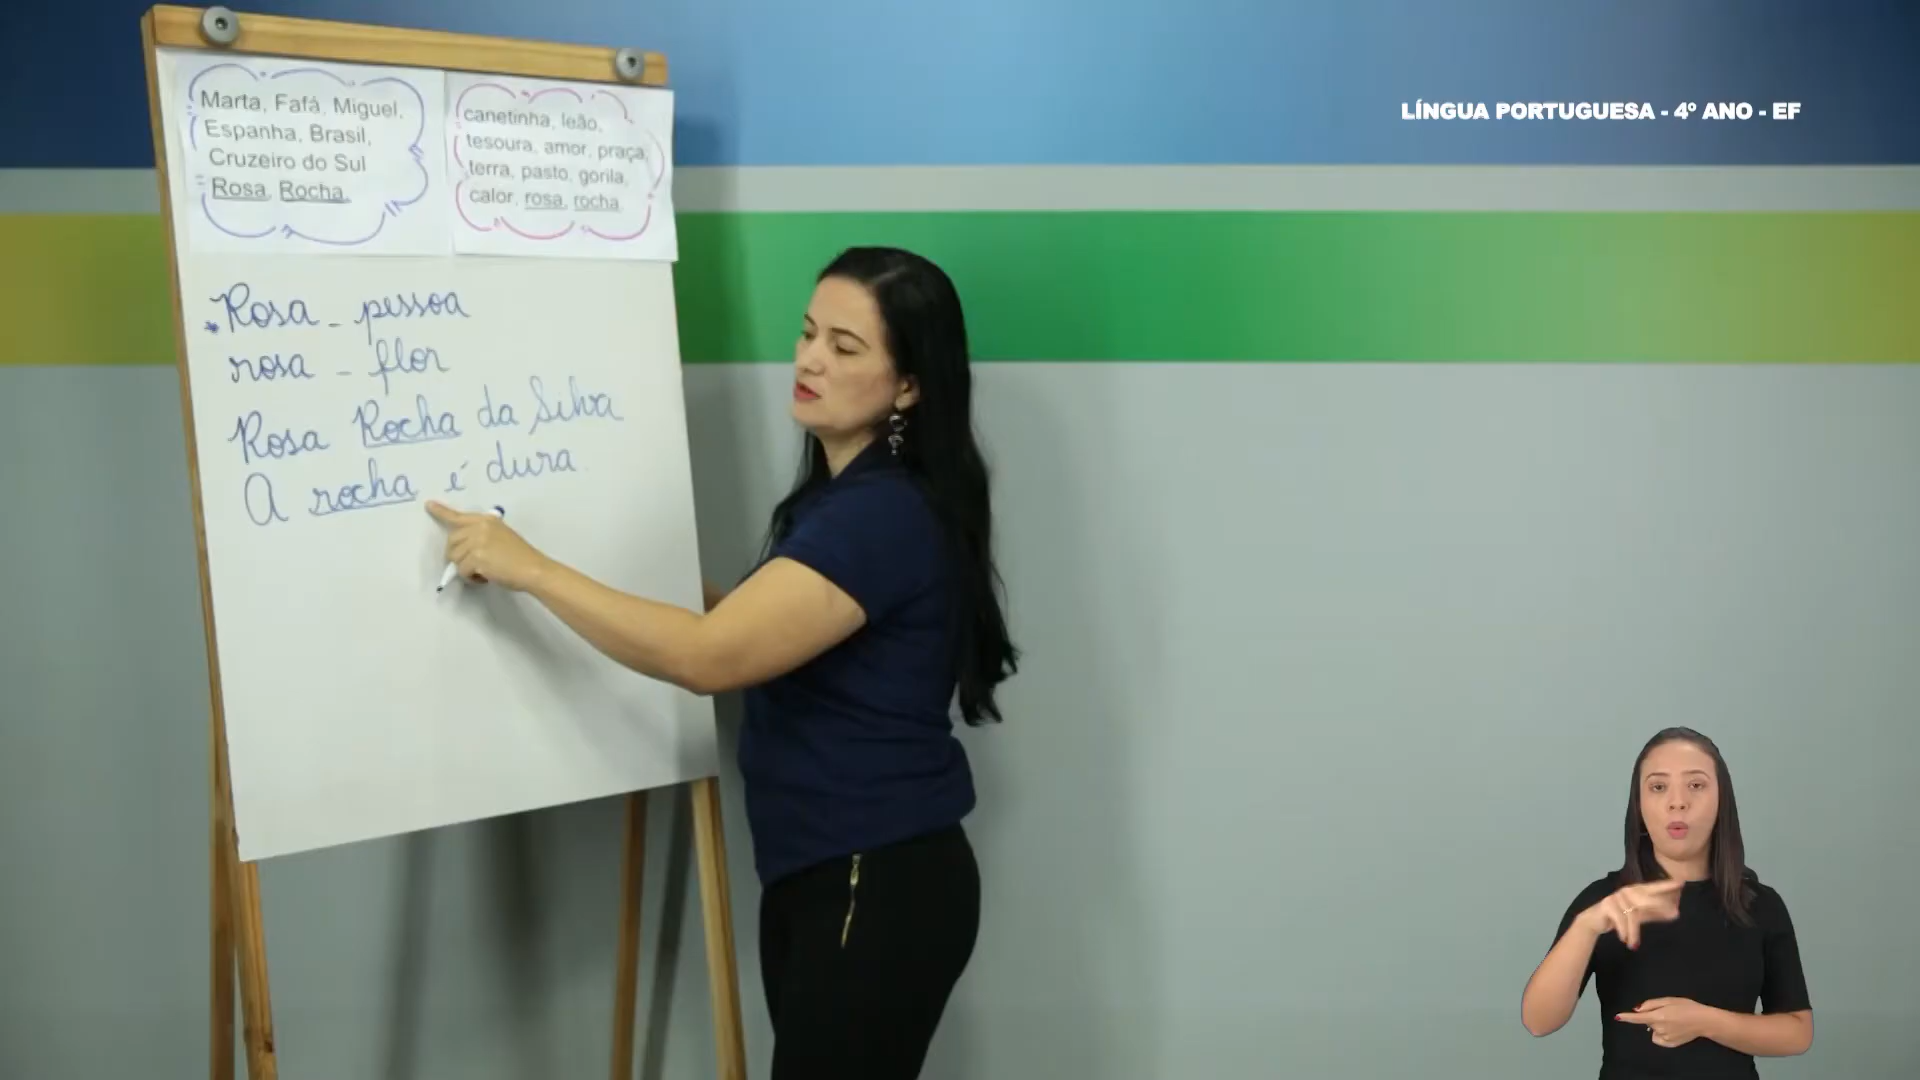 Marta, Fafá, Miguel,
Espanha, Brasil,
Cruzeiro do Sul
Rosa, Rocha.
canetinha, leão,
tesoura, amor, praça,
terra, pasto, gorila,
calor, rosa, rocha
Rosa - pessoa
rosa - flor
Rosa Rocha da Silva
A rocha é dura.
LÍNGUA PORTUGUESA - 4º ANO - EF